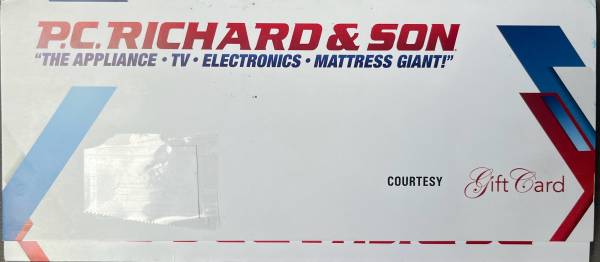 P.C. RICHARD & SON
"THE APPLIANCE • TV • ELECTRONICS • MATTRESS GIANT!"
COURTESY Gift Card